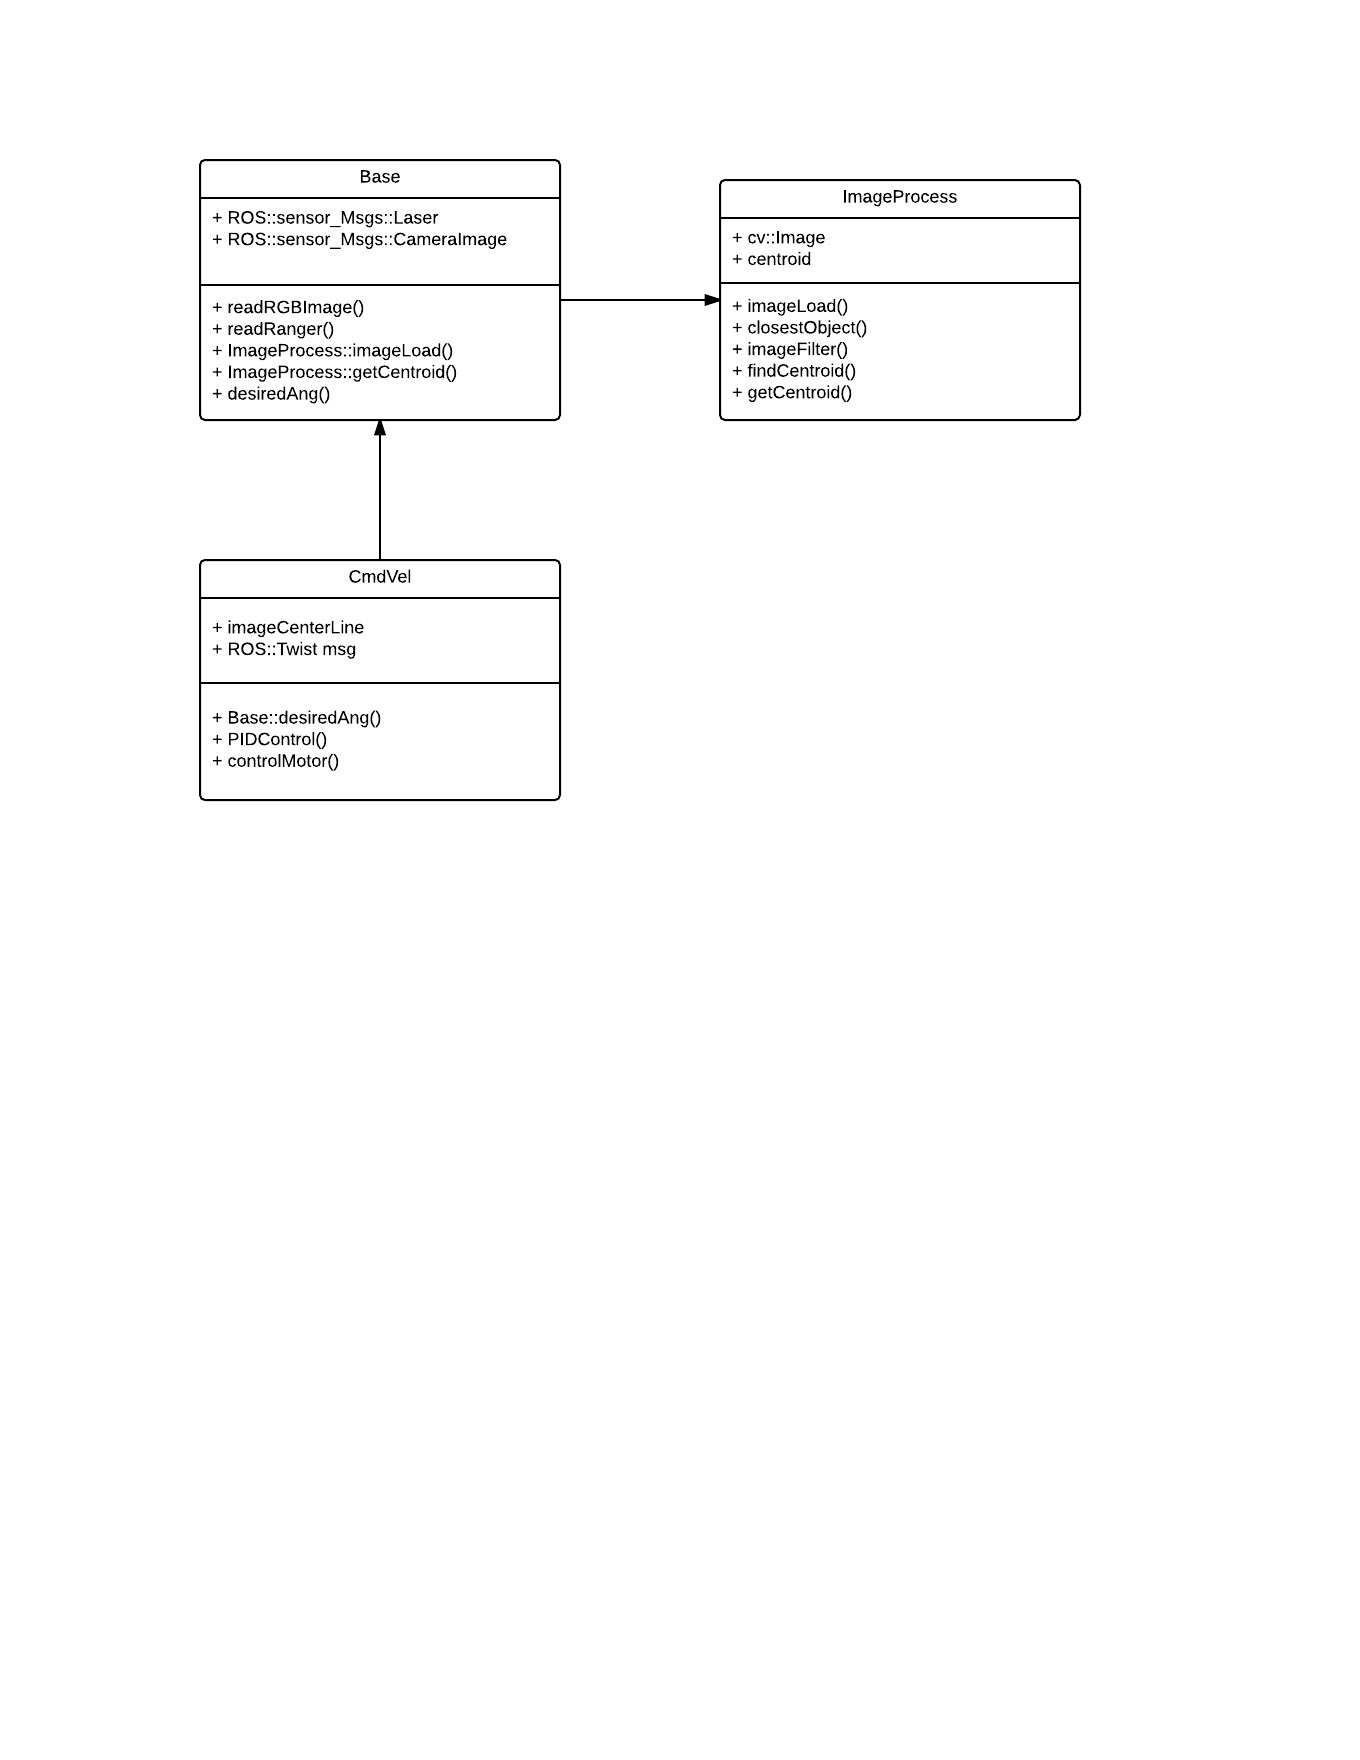 Base
+ ROS::sensor_Msgs::Laser
+ ROS::sensor_Msgs::CameraImage
+ readRGBImage()
+ readRanger()
+ ImageProcess::imageLoad()
+ ImageProcess::getCentroid()
+ desiredAng()
ImageProcess
+ cv::Image
+ centroid
+ imageLoad()
+ closestObject()
+ imageFilter()
+ findCentroid()
+ getCentroid()
CmdVel
+ imageCenterLine
+ ROS::Twist msg
+ Base::desiredAng()
+ PIDControl()
+ controlMotor()